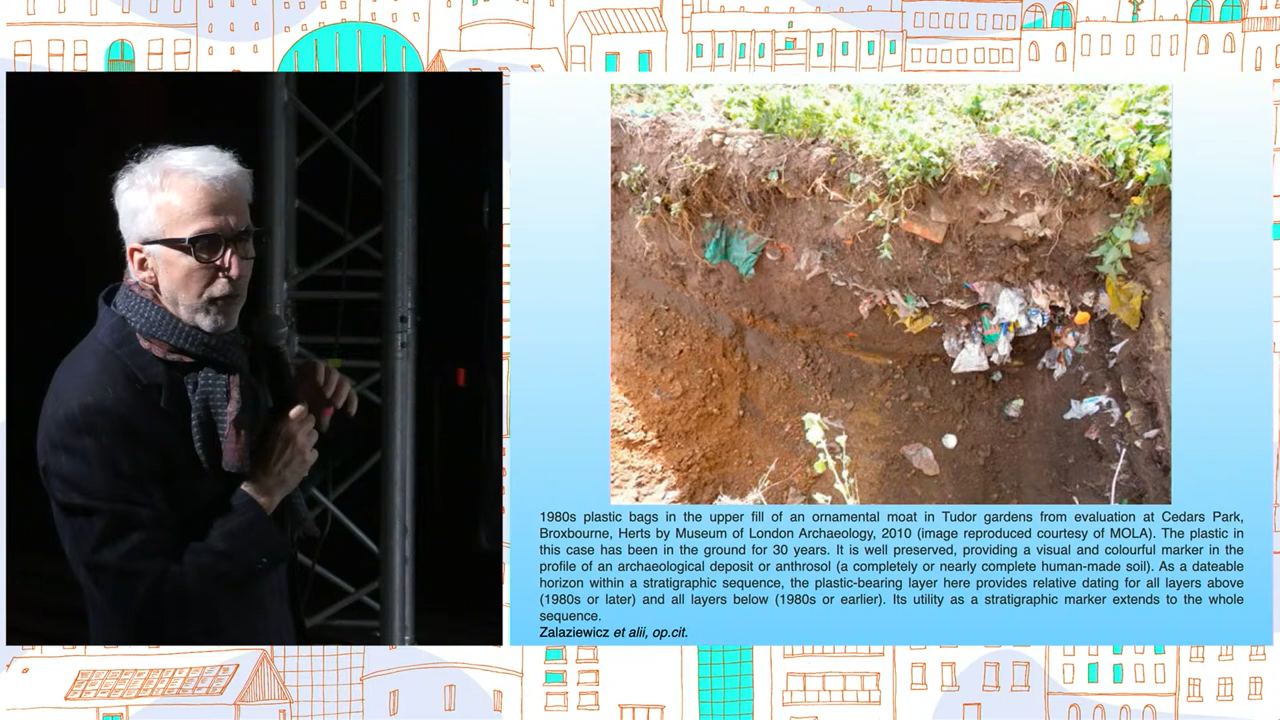 1980s plastic bags in the upper fill of an ornamental moat in Tudor gardens from evaluation at Cedars Park,
Broxbourne, Herts by Museum of London Archaeology, 2010 (image reproduced courtesy of MOLA). The plastic in
this case has been in the ground for 30 years. It is well preserved, providing a visual and colourful marker in the
profile of an archaeological deposit or anthrosol (a completely or nearly complete human-made soil). As a dateable
horizon within a stratigraphic sequence, the plastic-bearing layer here provides relative dating for all layers above
(1980s or later) and all layers below (1980s or earlier). Its utility as a stratigraphic marker extends to the whole
sequence.
Zalaziewicz et alii, op.cit.